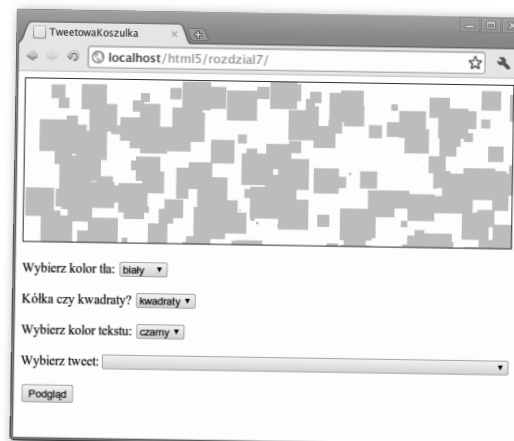 TweetowaKoszulka
localhost/html5/rozdzial7/
Wybierz kolor tła: biały
Kółka czy kwadraty? kwadraty
Wybierz kolor tekstu: czarny
Wybierz tweet:
Podgląd